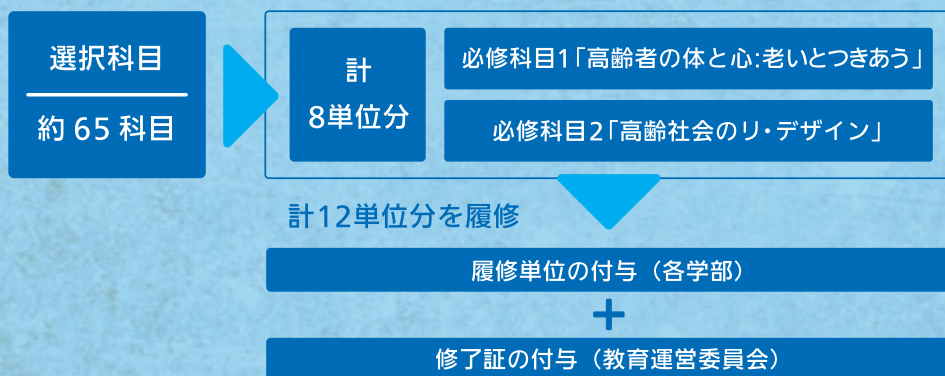 選択科目
約65科目
計
8単位分
必修科目1「高齢者の体と心:老いとつきあう」
必修科目2「高齢社会のリ・デザイン」
計12単位分を履修
履修単位の付与（各学部）
+
修了証の付与（教育運営委員会）